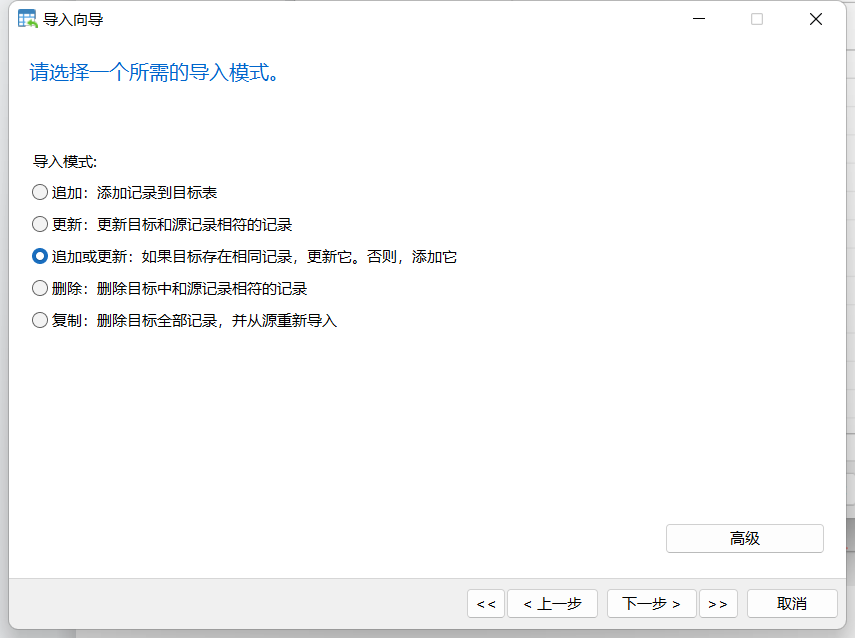 导入向导
请选择一个所需的导入模式。
导入模式:
追加：添加记录到目标表
更新：更新目标和源记录相符的记录
追加或更新：如果目标存在相同记录，更新它。否则，添加它
删除：删除目标中和源记录相符的记录
复制：删除目标全部记录，并从源重新导入
高级
<< < 上一步 下一步 > >> 取消